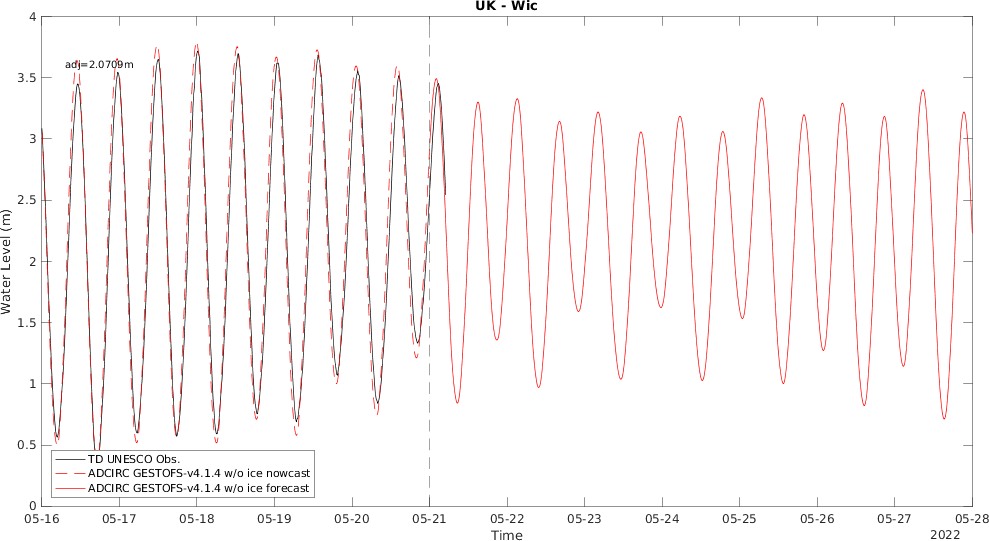 UK - Wic
4
3.5
3
2.5
2
1.5
1
0.5
0
Water Level (m)
adj=2.0709m
TD UNESCO Obs.
ADCIRC GESTOFS-v4.1.4 w/o ice nowcast
ADCIRC GESTOFS-v4.1.4 w/o ice forecast
05-16 05-17 05-18 05-19 05-20 05-21 05-22 05-23 05-24 05-25 05-26 05-27 05-28
Time
2022